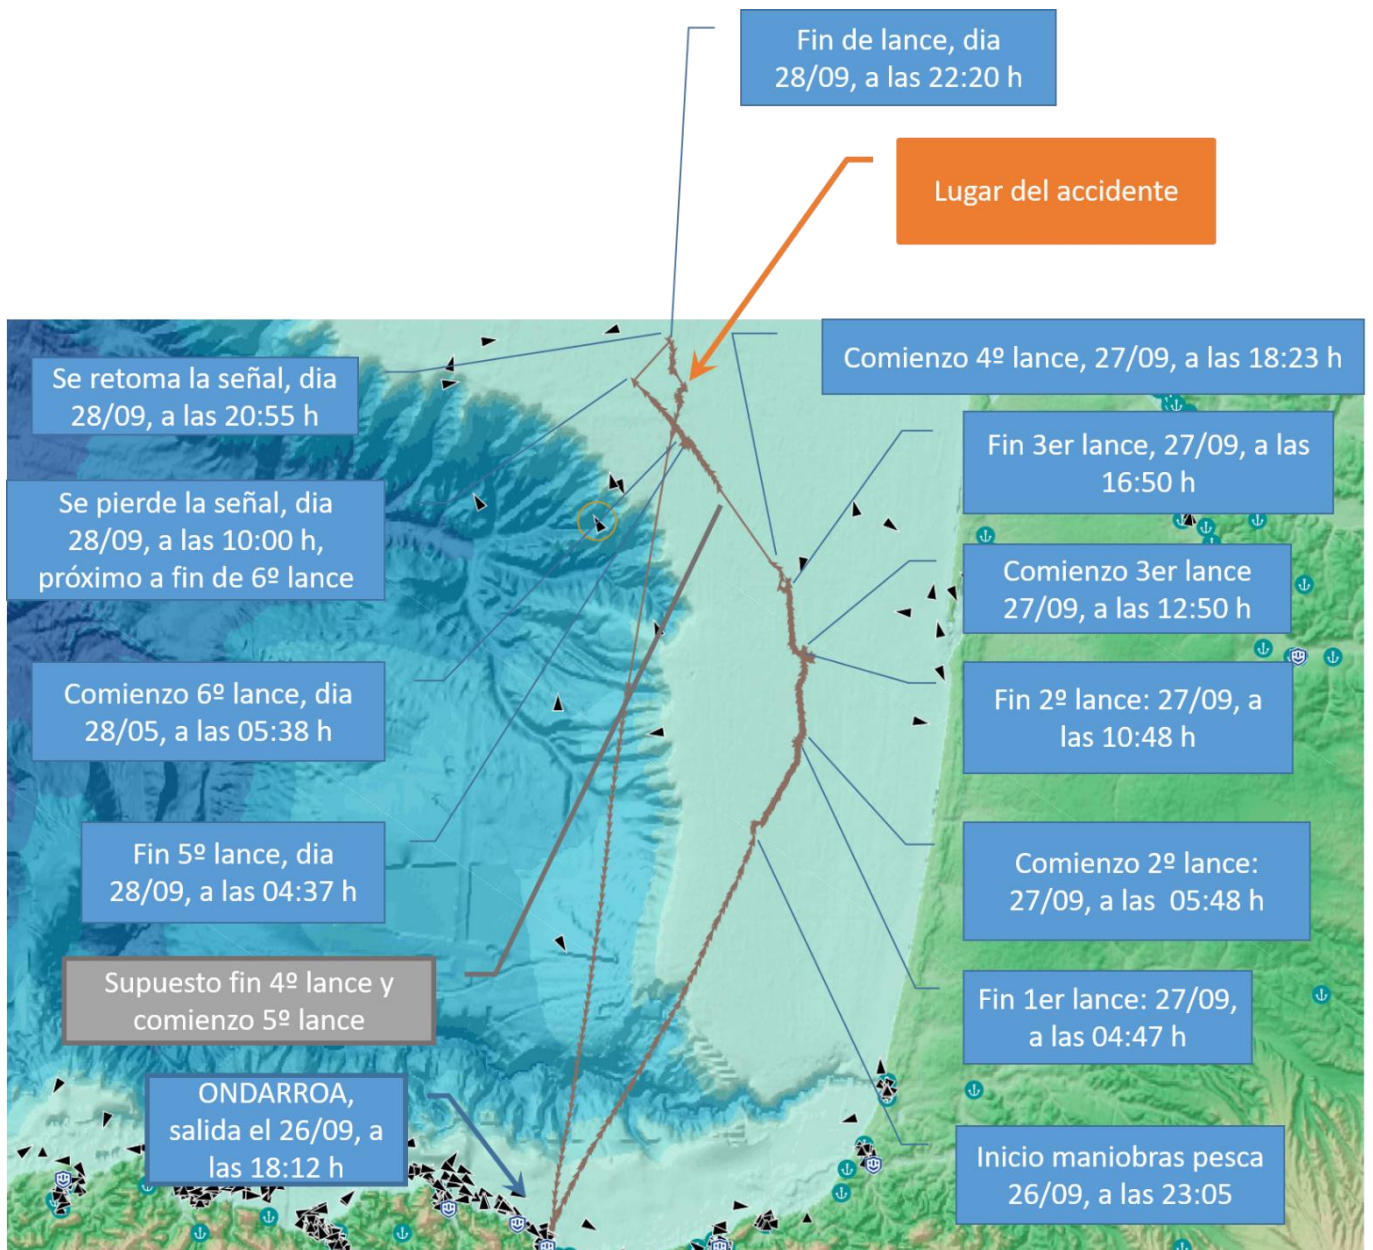 Fin de lance, dia
28/09, a las 22:20 h
Lugar del accidente
Comienzo 4º lance, 27/09, a las 18:23 h
Se retoma la señal, dia
28/09, a las 20:55 h
Fin 3er lance, 27/09, a las
16:50 h
Se pierde la señal, dia
28/09, a las 10:00 h,
próximo a fin de 6º lance
Comienzo 3er lance
27/09, a las 12:50 h
Comienzo 6º lance, dia
28/05, a las 05:38 h
Fin 2º lance: 27/09, a
las 10:48 h
Fin 5º lance, dia
28/09, a las 04:37 h
Comienzo 2º lance:
27/09, a las 05:48 h
Supuesto fin 4º lance y
comienzo 5º lance
Fin 1er lance: 27/09,
a las 04:47 h
ONDARROA,
salida el 26/09, a
las 18:12 h
Inicio maniobras pesca
26/09, a las 23:05